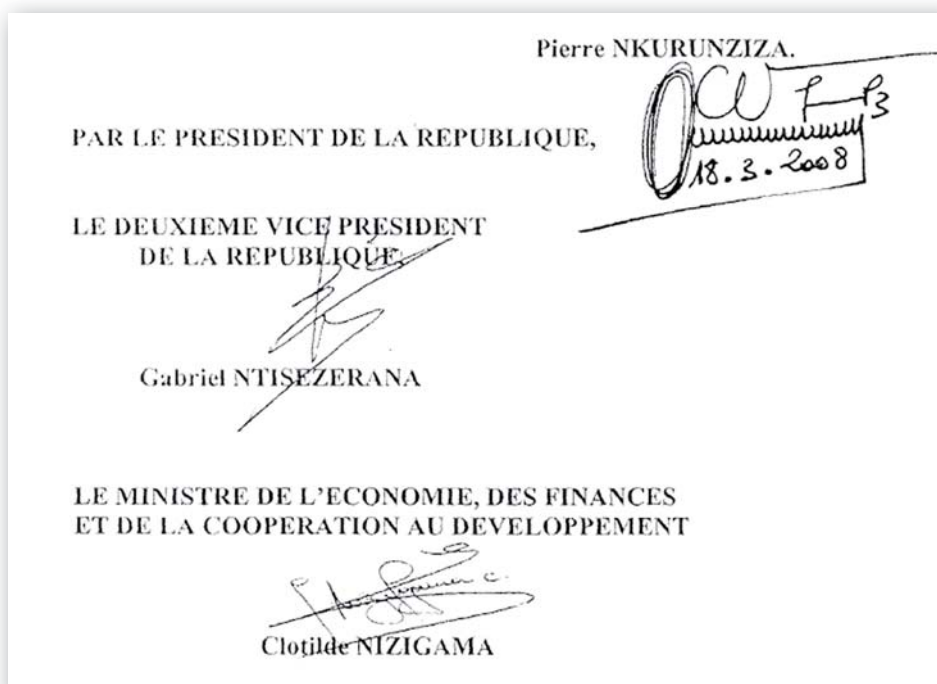 Pierre NKURUNZIZA.
18.3.2008
PAR LE PRESIDENT DE LA REPUBLIQUE,
LE DEUXIEME VICE PRESIDENT
DE LA REPUBLIQUE,
Gabriel NTISEZERANA
LE MINISTRE DE L'ECONOMIE, DES FINANCES
ET DE LA COOPERATION AU DEVELOPPEMENT
Clotilde NIZIGAMA